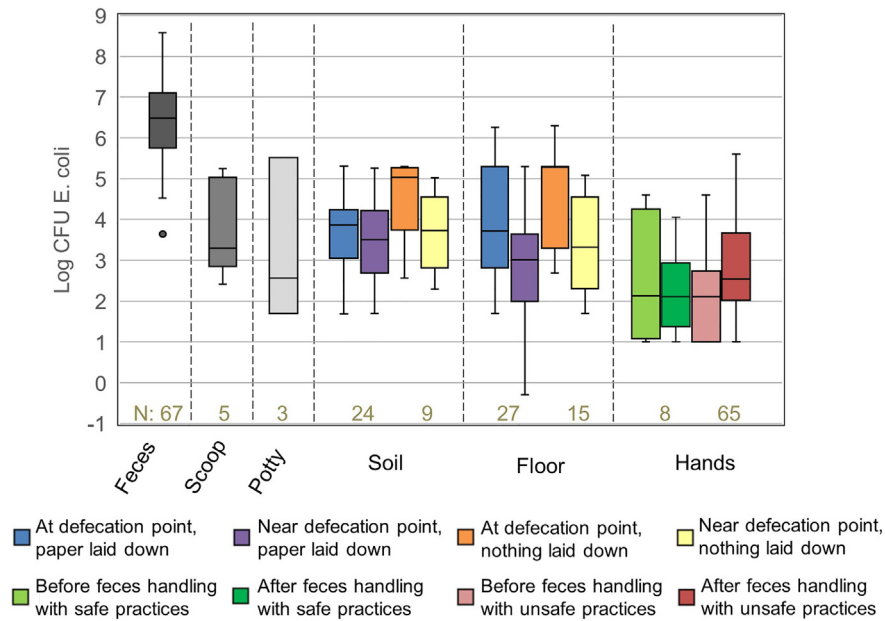 9
8
7
6
5
4
3
2
1
0
-1
Log CFU E. coli
N: 67
5
3
24
9
27
15
8
65
Feces
Scoop
Potty
Soil
Floor
Hands
At defecation point,
paper laid down
Near defecation point,
paper laid down
At defecation point,
nothing laid down
Near defecation point,
nothing laid down
Before feces handling
with safe practices
After feces handling
with safe practices
Before feces handling
with unsafe practices
After feces handling
with unsafe practices